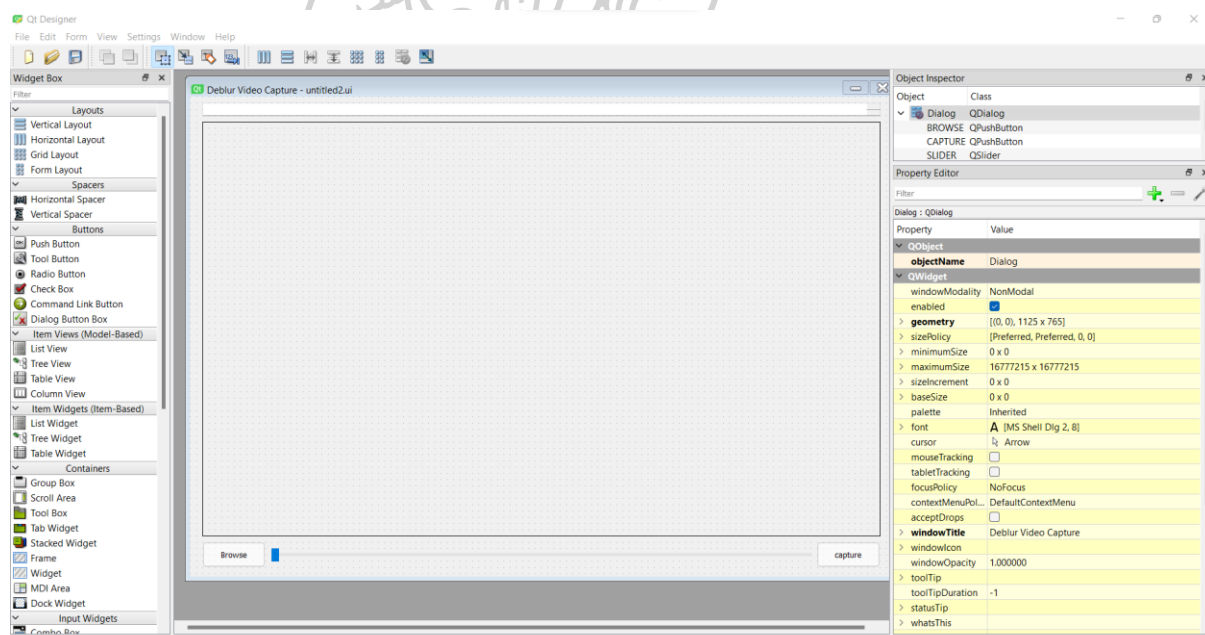 Qt Designer
File Edit Form View Settings Window Help
Widget Box
Filter
Layouts
Vertical Layout
Horizontal Layout
Grid Layout
Form Layout
Spacers
Horizontal Spacer
Vertical Spacer
Buttons
Push Button
Tool Button
Radio Button
Check Box
Command Link Button
Dialog Button Box
Item Views (Model-Based)
List View
Tree View
Table View
Column View
Item Widgets (Item-Based)
List Widget
Tree Widget
Table Widget
Containers
Group Box
Scroll Area
Tool Box
Tab Widget
Stacked Widget
Frame
Widget
MDI Area
Dock Widget
Input Widgets
Combo Box
Deblur Video Capture - untitled2.ui
Browse
capture
Object Inspector
Object Class
Dialog QDialog
BROWSE QPushButton
CAPTURE QPushButton
SLIDER QSlider
Property Editor
Filter
Dialog : QDialog
Property Value
QObject
objectName Dialog
QWidget
windowModality NonModal
enabled
geometry [(0, 0), 1125 x 765]
sizePolicy [Preferred, Preferred, 0, 0]
minimumSize 0 x 0
maximumSize 16777215 x 16777215
sizeIncrement 0 x 0
baseSize 0 x 0
palette Inherited
font A [MS Shell Dlg 2, 8]
cursor Arrow
mouseTracking
tabletTracking
focusPolicy NoFocus
contextMenuPol... DefaultContextMenu
acceptDrops
windowTitle Deblur Video Capture
windowIcon
windowOpacity 1.000000
toolTip
toolTipDuration -1
statusTip
whatsThis